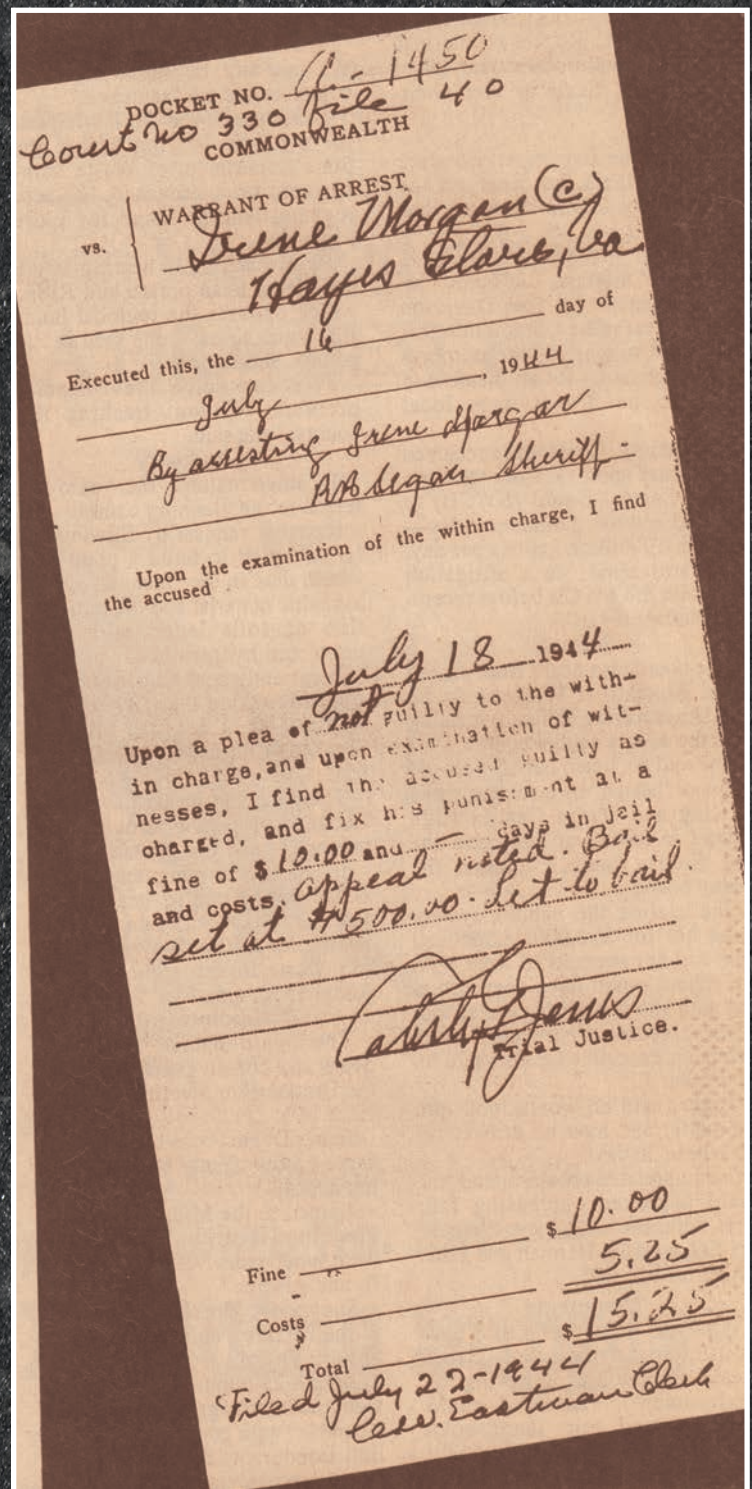 DOCKET NO. A-1450
Court no 330 file 40
COMMONWEALTH
vs.
WARRANT OF ARREST
Irene Morgan (c)
Hayes Store, Va.
Executed this, the 16 day of
July, 1944
By arresting Irene Morgan
Sheriff
Upon the examination of the within charge, I find
the accused
July 18 1944
Upon a plea of not guilty to the with-
in charge, and upon examination of wit-
nesses, I find the accused guilty as
charged, and fix his punishment at a
fine of $10.00 and — days in jail
and costs. Appeal noted. Bail
set at $500.00. Let to bail.
Trial Justice.
Fine $10.00
Costs 5.25
Total $15.25
Filed July 22-1944
Eastman Clerk